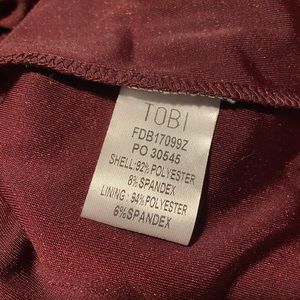 TOBI
FDB17099Z
PO 30545
SHELL:92% POLYESTER
8% SPANDEX
LINING : 94% POLYESTER
6% SPANDEX